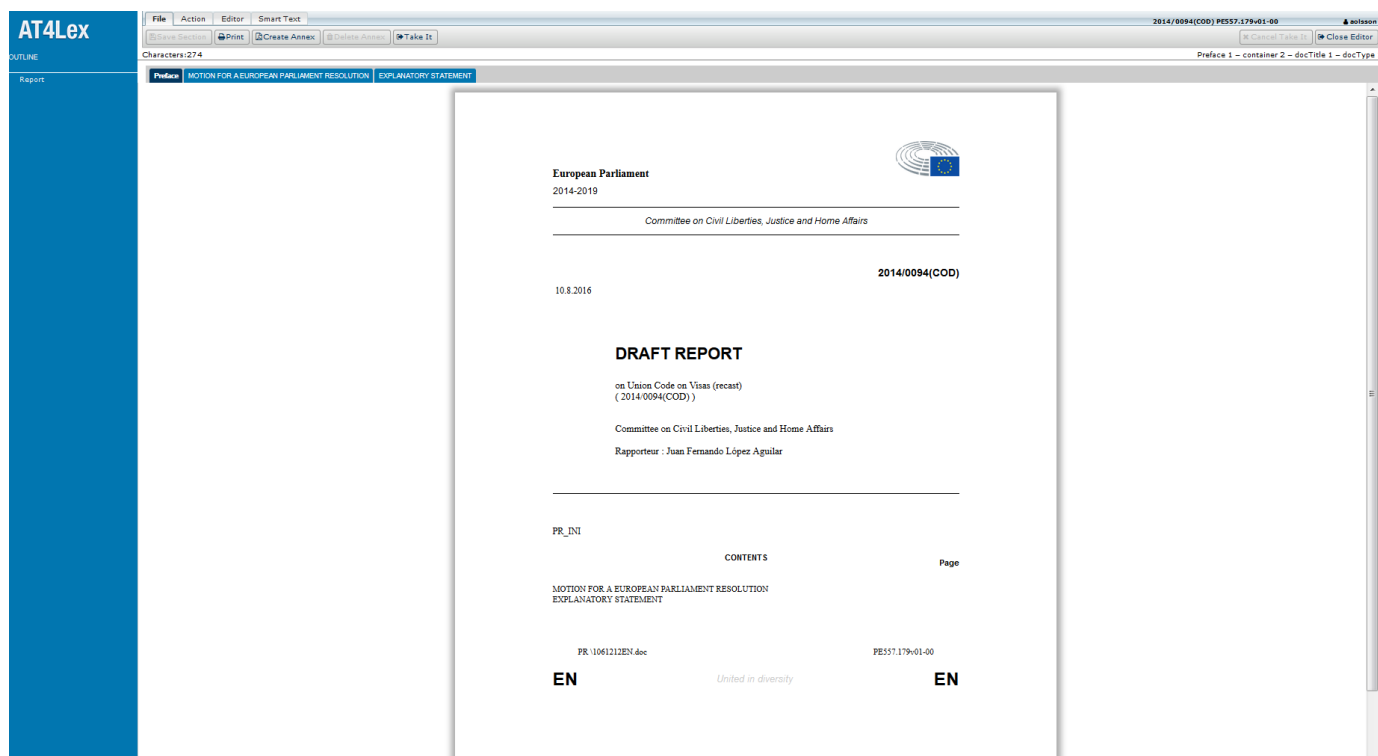 AT4Lex
OUTLINE
Report
File Action Editor Smart Text
2014/0094(COD) PE557.179v01-00 aolsson
Save Section Print Create Annex Delete Annex Take It
Cancel Take It Close Editor
Characters:274
Preface 1 – container 2 – docTitle 1 – docType
Preface MOTION FOR A EUROPEAN PARLIAMENT RESOLUTION EXPLANATORY STATEMENT
European Parliament
2014-2019
Committee on Civil Liberties, Justice and Home Affairs
2014/0094(COD)
10.8.2016
DRAFT REPORT
on Union Code on Visas (recast)
( 2014/0094(COD) )
Committee on Civil Liberties, Justice and Home Affairs
Rapporteur : Juan Fernando López Aguilar
PR_INI
CONTENTS
Page
MOTION FOR A EUROPEAN PARLIAMENT RESOLUTION
EXPLANATORY STATEMENT
PR \1061212EN.doc PE557.179v01-00
EN United in diversity EN